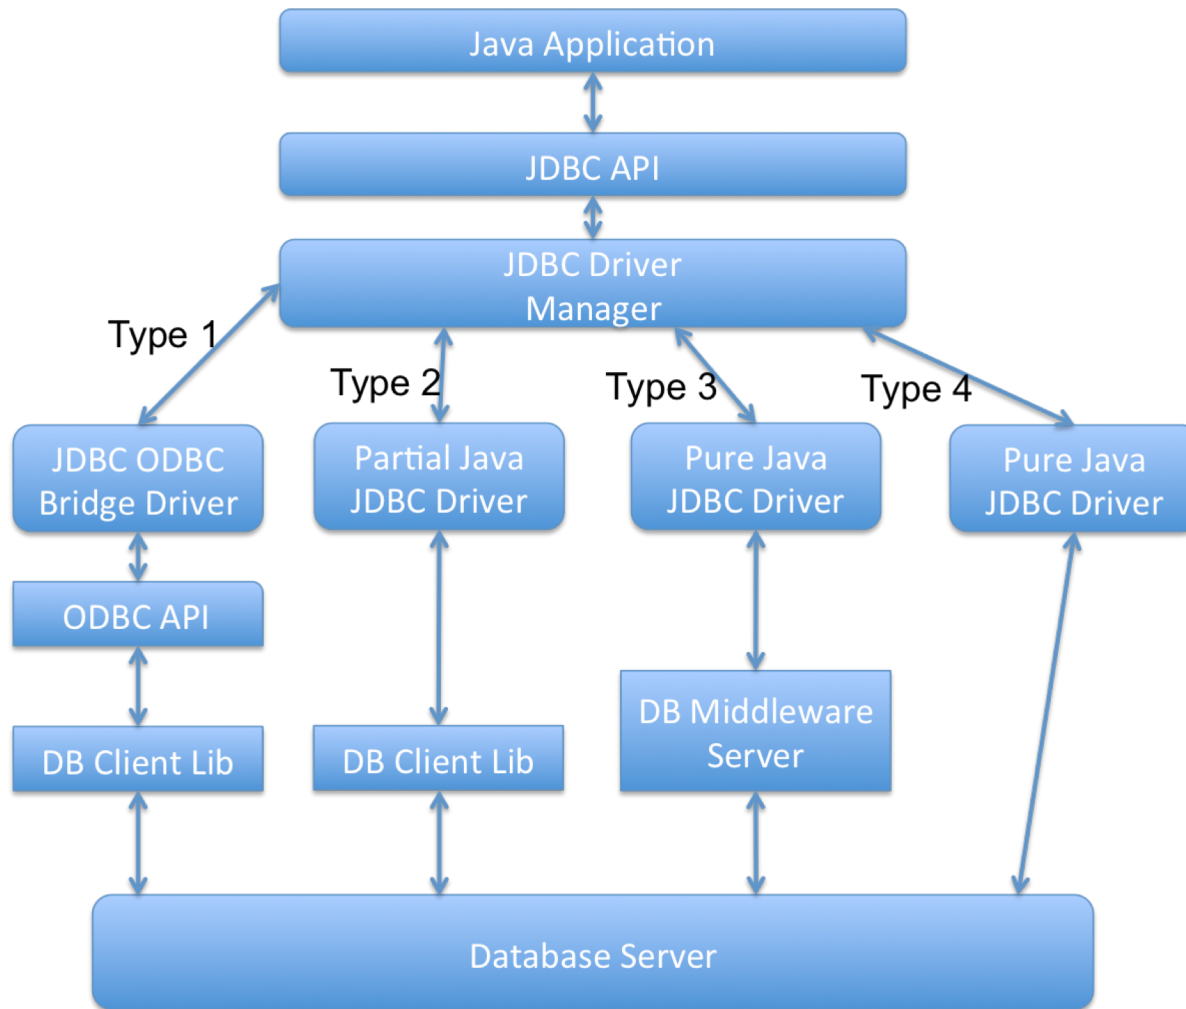 Java Application
JDBC API
JDBC Driver
Manager
Type 1
Type 2
Type 3
Type 4
JDBC ODBC
Bridge Driver
Partial Java
JDBC Driver
Pure Java
JDBC Driver
Pure Java
JDBC Driver
ODBC API
DB Client Lib
DB Client Lib
DB Middleware
Server
Database Server